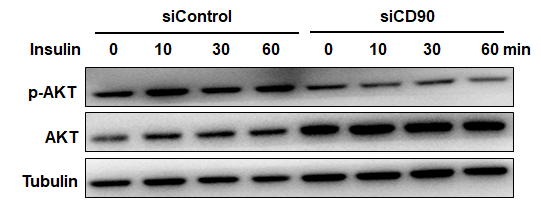 siControl siCD90
Insulin 0 10 30 60 0 10 30 60 min
p-AKT
AKT
Tubulin